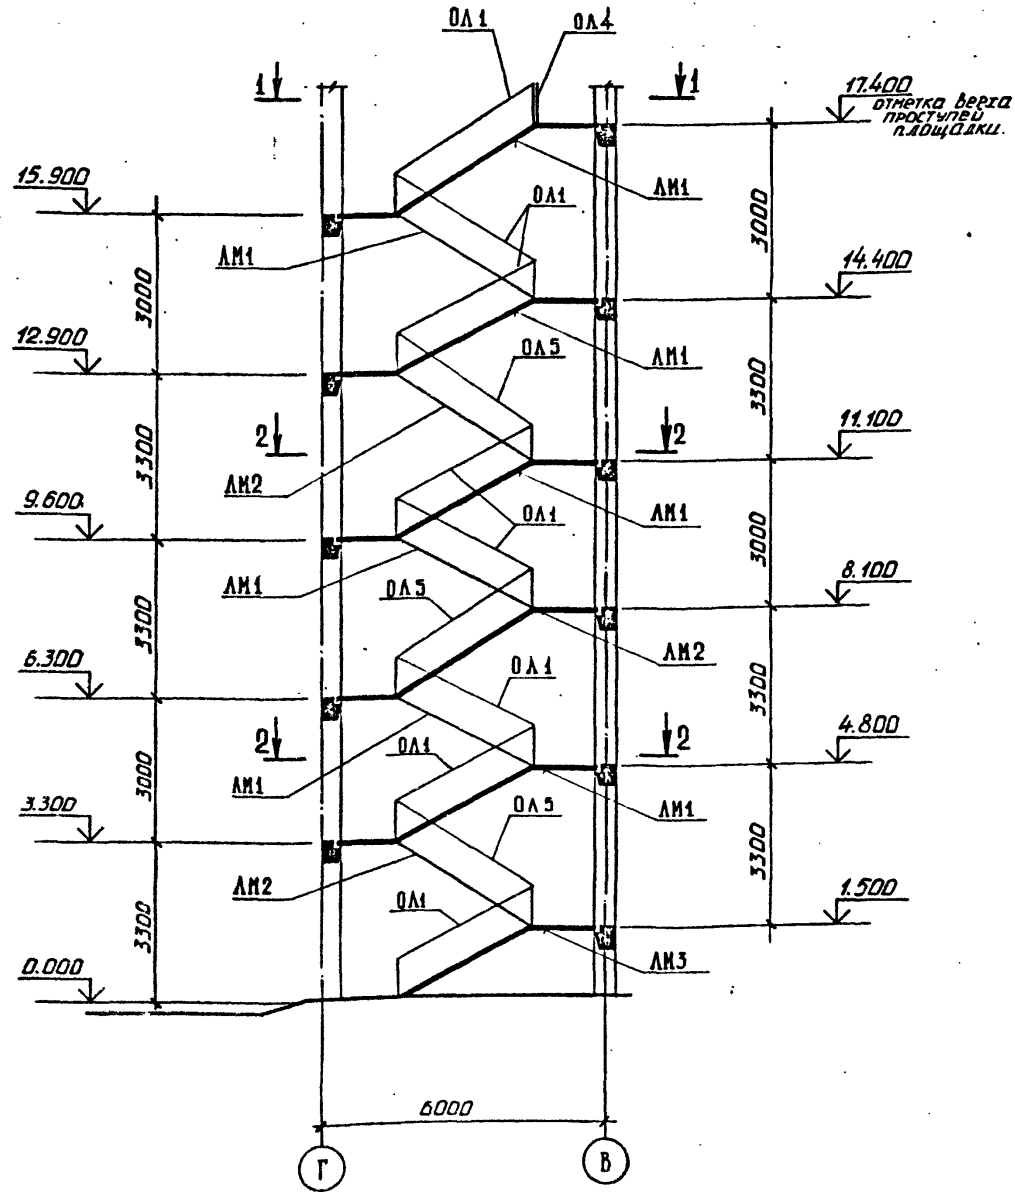 ОЛ1
ОЛ4
1
1
17.400
отметка верха
проступей
площадки.
15.900
ЛМ1
ОЛ1
3000
ЛМ1
14.400
3000
12.900
ОЛ5
ЛМ1
3300
2
2
11.100
3300
ЛМ2
9.600
ОЛ1
ЛМ1
3000
ЛМ1
ОЛ5
8.100
3300
6.300
ЛМ2
ОЛ1
3300
2
2
4.800
ОЛ1
3000
ЛМ1
3.300
ОЛ5
ЛМ1
3300
ЛМ2
1.500
ОЛ1
3300
0.000
ЛМ3
6000
Г
В